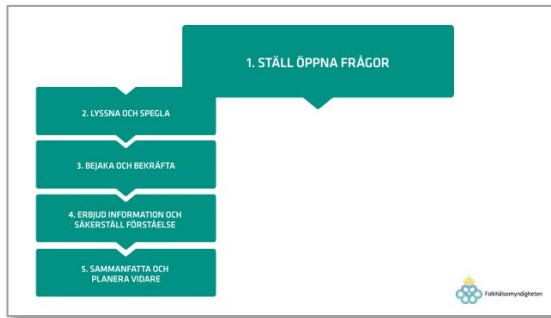 1. STÄLL ÖPPNA FRÅGOR
2. LYSSNA OCH SPEGLA
3. BEJAKA OCH BEKRÄFTA
4. ERBJUD INFORMATION OCH
SÄKERSTÄLL FÖRSTÅELSE
5. SAMMANFATTA OCH
PLANERA VIDARE
Folkhälsomyndigheten